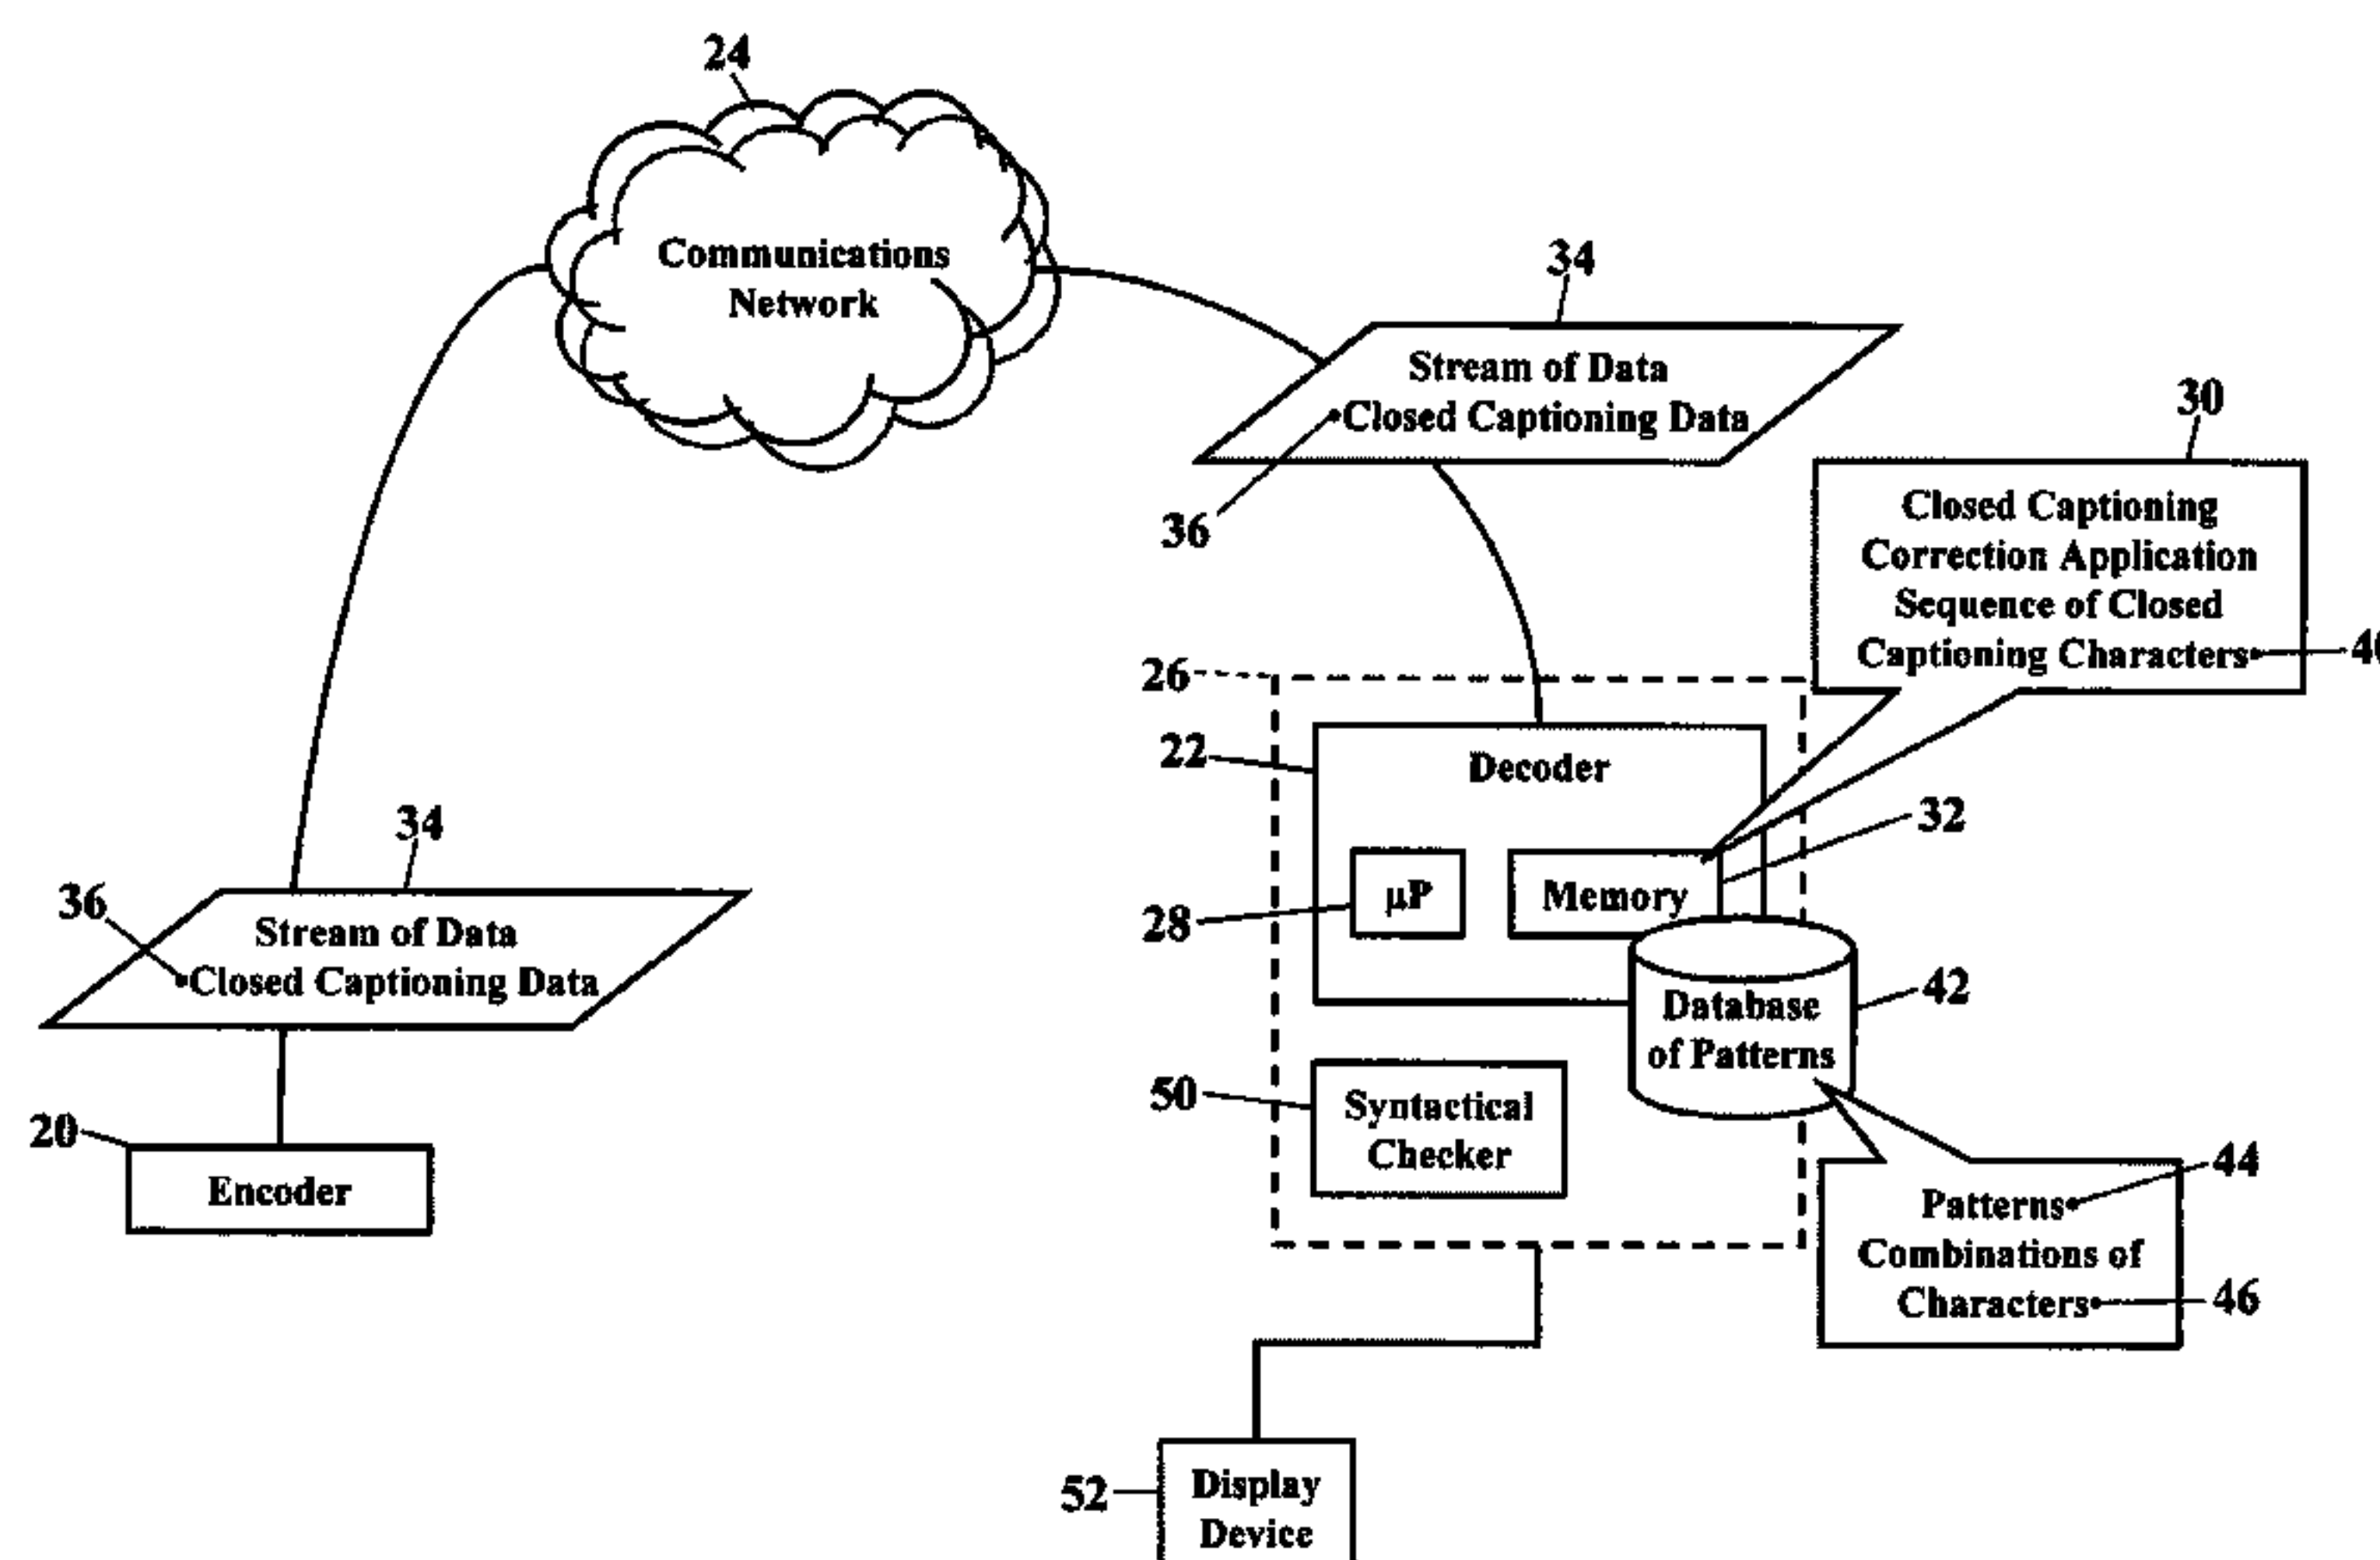 24
Communications
Network
34
Stream of Data
•Closed Captioning Data
36
30
Closed Captioning
Correction Application
Sequence of Closed
Captioning Characters•
26
22
Decoder
32
34
μP
Memory
28
36
Stream of Data
•Closed Captioning Data
42
Database
of Patterns
50
Syntactical
Checker
20
Encoder
44
Patterns•
Combinations of
Characters•
46
52
Display
Device